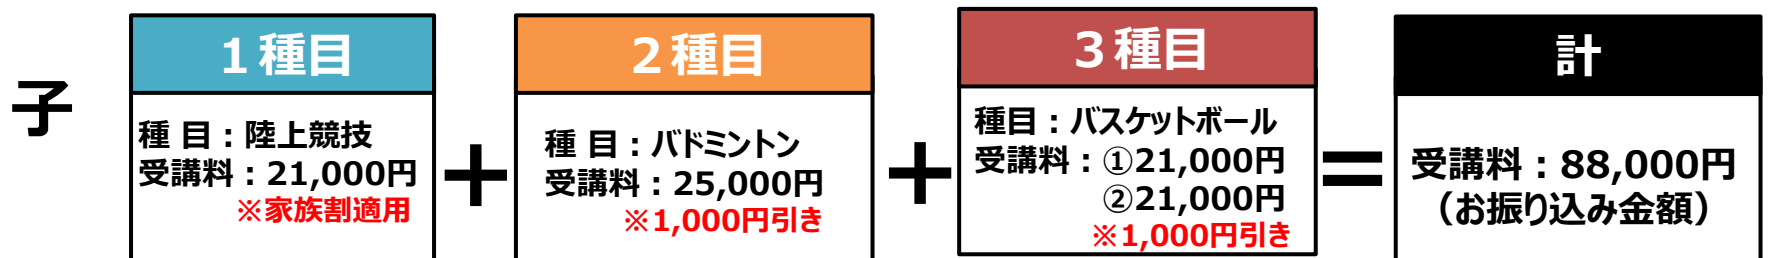 子
1種目
種 目：陸上競技
受講料：21,000円
※家族割適用
＋
2種目
種 目：バドミントン
受講料：25,000円
※1,000円引き
＋
3種目
種目：バスケットボール
受講料：①21,000円
②21,000円
※1,000円引き
＝
計
受講料：88,000円
（お振り込み金額）